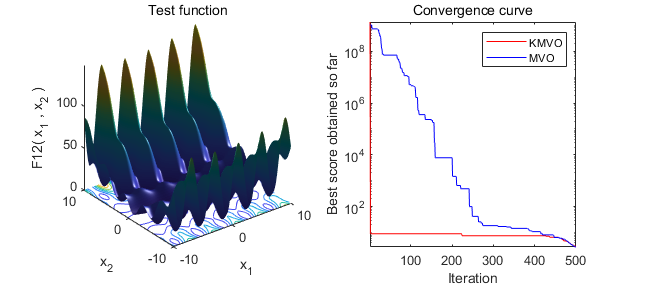 Test function
F12( x1 , x2 )
100
50
0
10
0
-10
x2
-10
0
10
x1
Convergence curve
Best score obtained so far
10^8
10^6
10^4
10^2
100
200
300
400
500
Iteration
KMVO
MVO